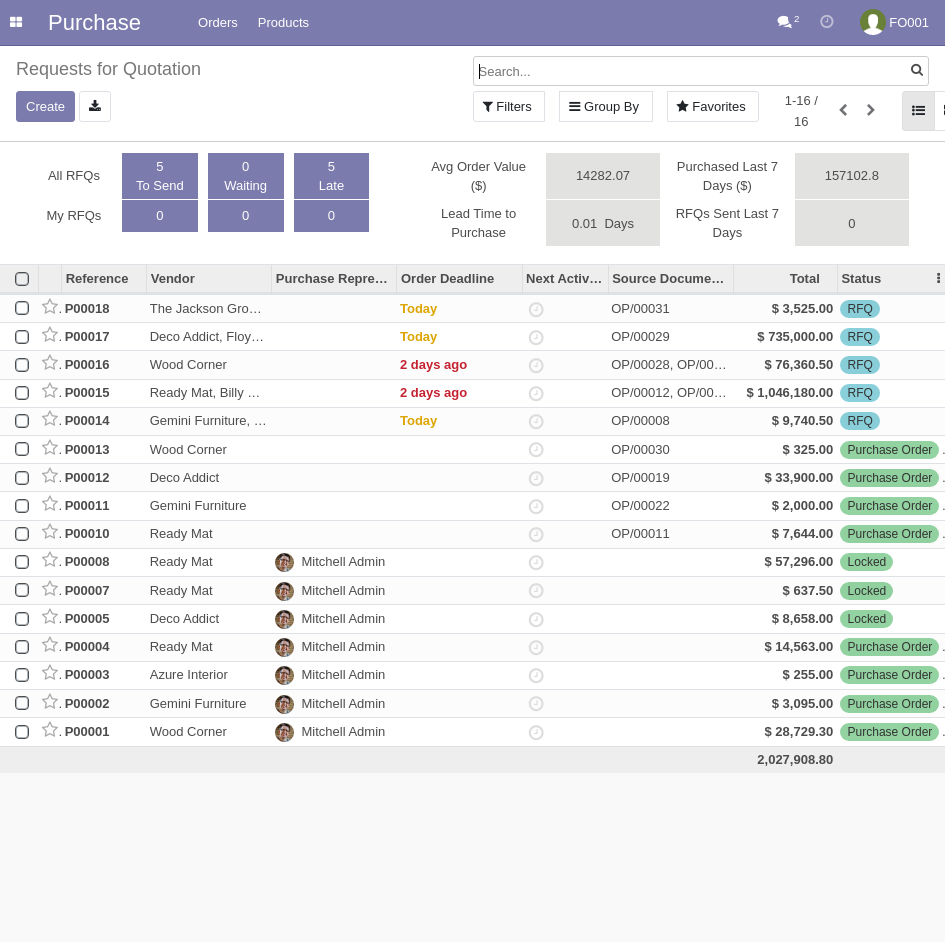 Purchase Orders Products 2 FO001
Requests for Quotation
Search...
Create Filters Group By Favorites 1-16 / 16
All RFQs 5 To Send 0 Waiting 5 Late Avg Order Value ($) 14282.07 Purchased Last 7 Days ($) 157102.8
My RFQs 0 0 0 Lead Time to Purchase 0.01 Days RFQs Sent Last 7 Days 0
Reference Vendor Purchase Repre… Order Deadline Next Activ… Source Docume… Total Status
P00018 The Jackson Gro… Today OP/00031 $ 3,525.00 RFQ
P00017 Deco Addict, Floy… Today OP/00029 $ 735,000.00 RFQ
P00016 Wood Corner 2 days ago OP/00028, OP/00… $ 76,360.50 RFQ
P00015 Ready Mat, Billy … 2 days ago OP/00012, OP/00… $ 1,046,180.00 RFQ
P00014 Gemini Furniture, … Today OP/00008 $ 9,740.50 RFQ
P00013 Wood Corner OP/00030 $ 325.00 Purchase Order
P00012 Deco Addict OP/00019 $ 33,900.00 Purchase Order
P00011 Gemini Furniture OP/00022 $ 2,000.00 Purchase Order
P00010 Ready Mat OP/00011 $ 7,644.00 Purchase Order
P00008 Ready Mat Mitchell Admin $ 57,296.00 Locked
P00007 Ready Mat Mitchell Admin $ 637.50 Locked
P00005 Deco Addict Mitchell Admin $ 8,658.00 Locked
P00004 Ready Mat Mitchell Admin $ 14,563.00 Purchase Order
P00003 Azure Interior Mitchell Admin $ 255.00 Purchase Order
P00002 Gemini Furniture Mitchell Admin $ 3,095.00 Purchase Order
P00001 Wood Corner Mitchell Admin $ 28,729.30 Purchase Order
2,027,908.80